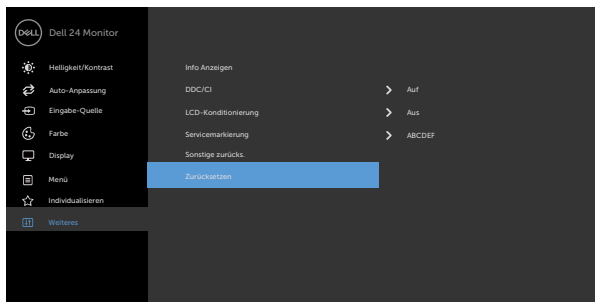 DELL
Dell 24 Monitor
Helligkeit/Kontrast
Auto-Anpassung
Eingabe-Quelle
Farbe
Display
Menü
Individualisieren
Weiteres
Info Anzeigen
DDC/CI Auf
LCD-Konditionierung Aus
Servicemarkierung ABCDEF
Sonstige zurücks.
Zurücksetzen